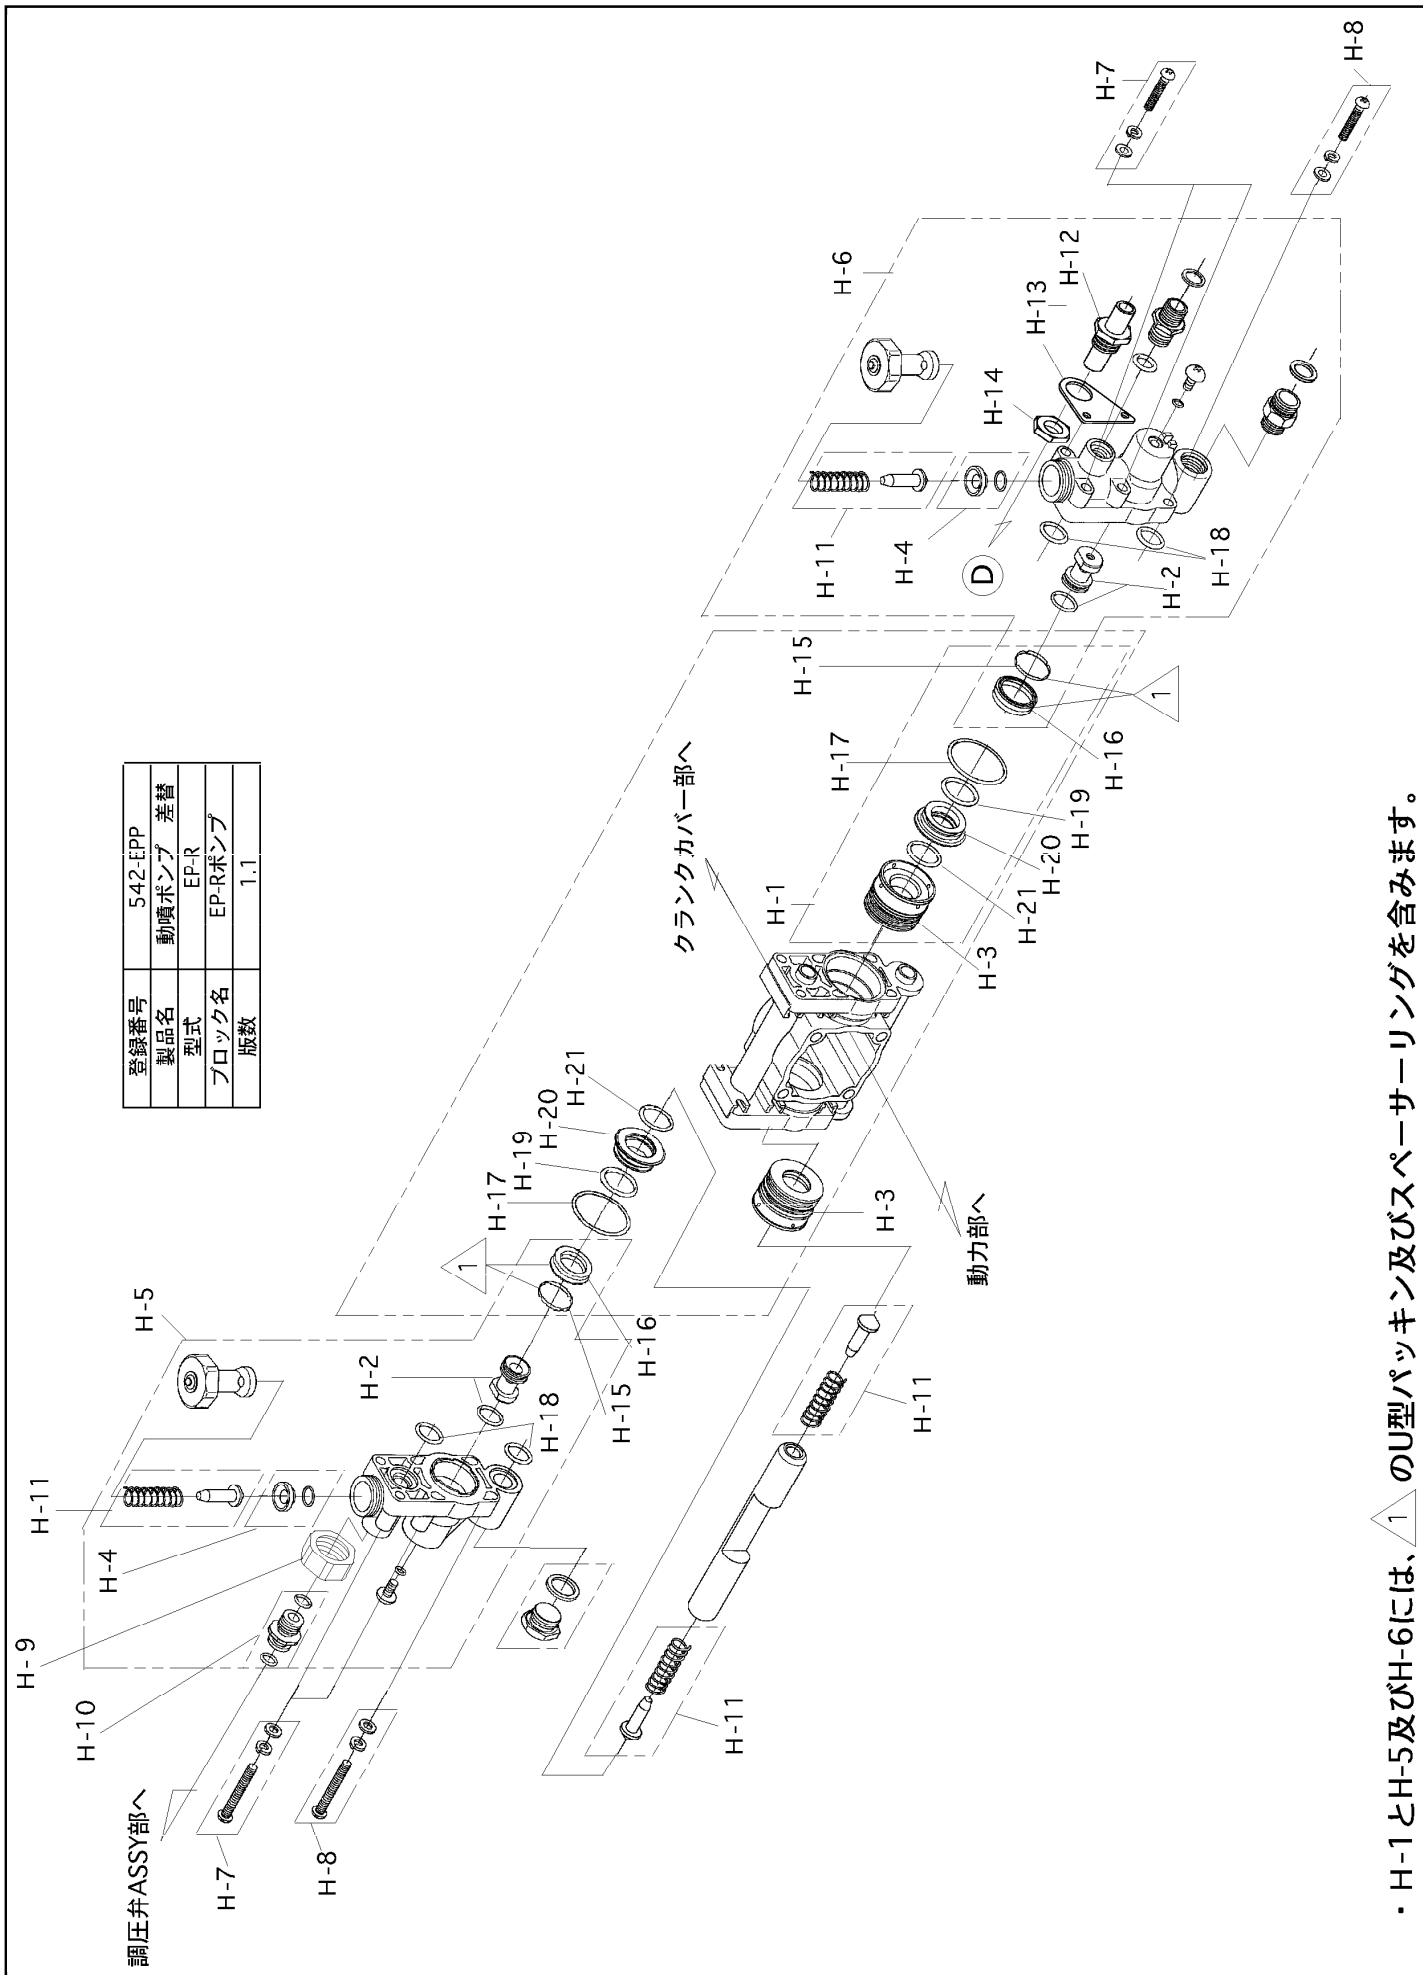 登録番号 542-EPP
製品名 動噴ポンプ 差替
型式 EP-R
ブロック名 EP-Rポンプ
版数 1.1
調圧弁ASSY部へ
H-7
H-8
H-10
H-9
H-4
H-11
H-5
H-2
H-18
H-15
H-16
1
H-17
H-19
H-20
H-21
H-11
H-11
H-3
動力部へ
クランクカバー部へ
H-1
H-3
H-21
H-20
H-19
H-17
H-16
H-15
1
H-2
H-18
D
H-4
H-11
H-14
H-13
H-12
H-6
H-7
H-8
・H-1とH-5及びH-6には、1 のU型パッキン及びスペーサーリングを含みます。